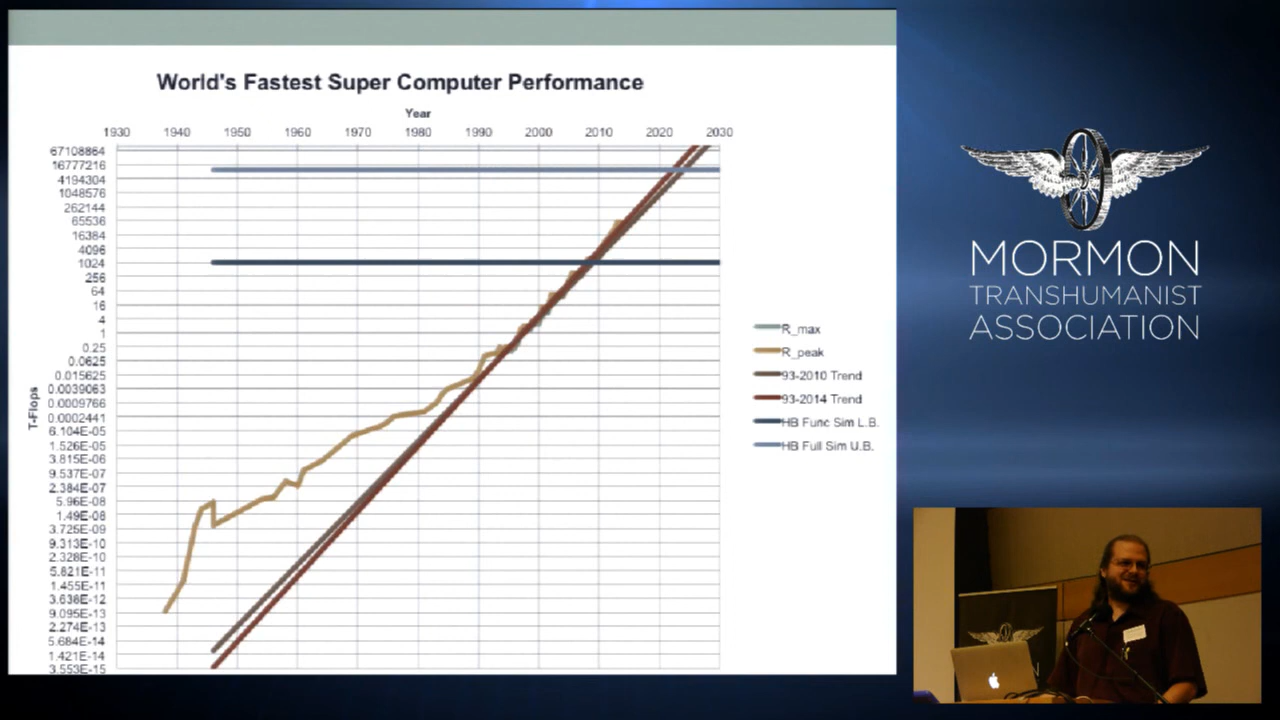 World's Fastest Super Computer Performance
Year
1930 1940 1950 1960 1970 1980 1990 2000 2010 2020 2030
67108864
16777216
4194304
1048576
262144
65536
16384
4096
1024
256
64
16
4
1
0.25
0.0625
0.015625
0.0039063
0.0009766
0.0002441
6.104E-05
1.526E-05
3.815E-06
9.537E-07
2.384E-07
5.96E-08
1.49E-08
3.725E-09
9.313E-10
2.328E-10
5.821E-11
1.455E-11
3.638E-12
9.095E-13
2.274E-13
5.684E-14
1.421E-14
3.553E-15
T-Flops
R_max
R_peak
93-2010 Trend
93-2014 Trend
HB Func Sim L.B.
HB Full Sim U.B.
MORMON
TRANSHUMANIST
ASSOCIATION